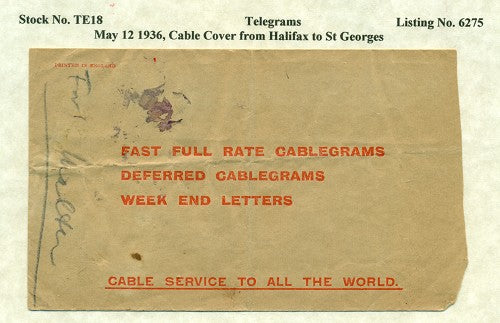 Stock No. TE18 Telegrams Listing No. 6275
May 12 1936, Cable Cover from Halifax to St Georges
PRINTED IN ENGLAND
FAST FULL RATE CABLEGRAMS
DEFERRED CABLEGRAMS
WEEK END LETTERS
CABLE SERVICE TO ALL THE WORLD.